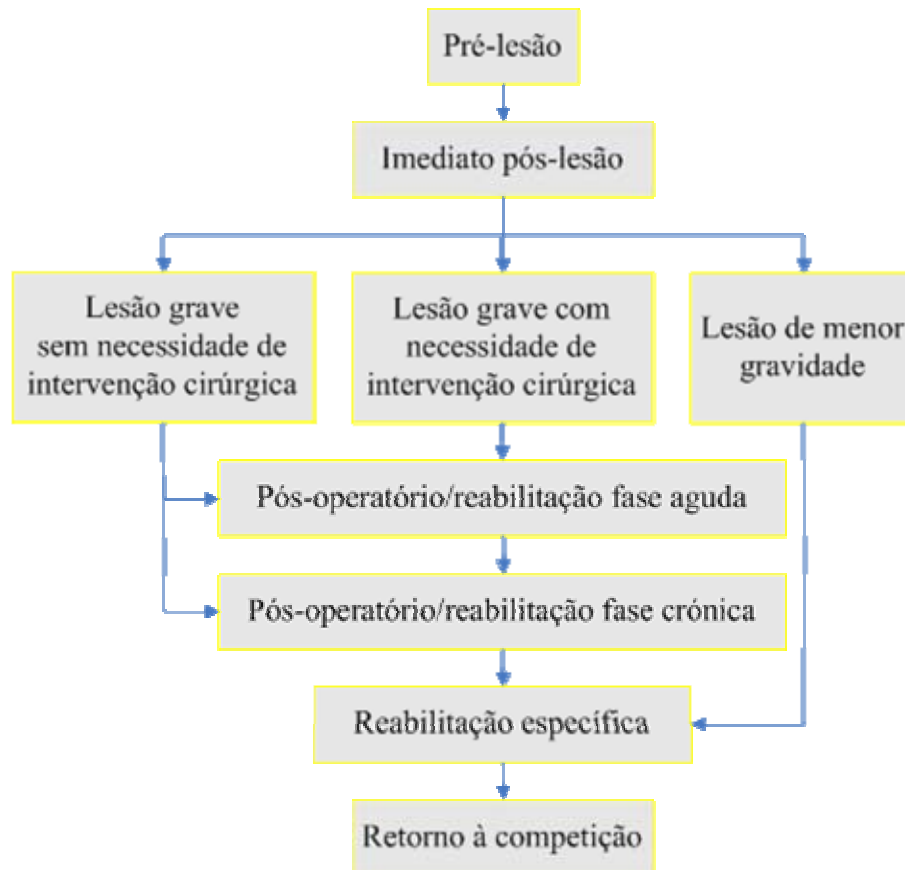 Pré-lesão
Imediato pós-lesão
Lesão grave
sem necessidade de
intervenção cirúrgica
Lesão grave com
necessidade de
intervenção cirúrgica
Lesão de menor
gravidade
Pós-operatório/reabilitação fase aguda
Pós-operatório/reabilitação fase crónica
Reabilitação específica
Retorno à competição